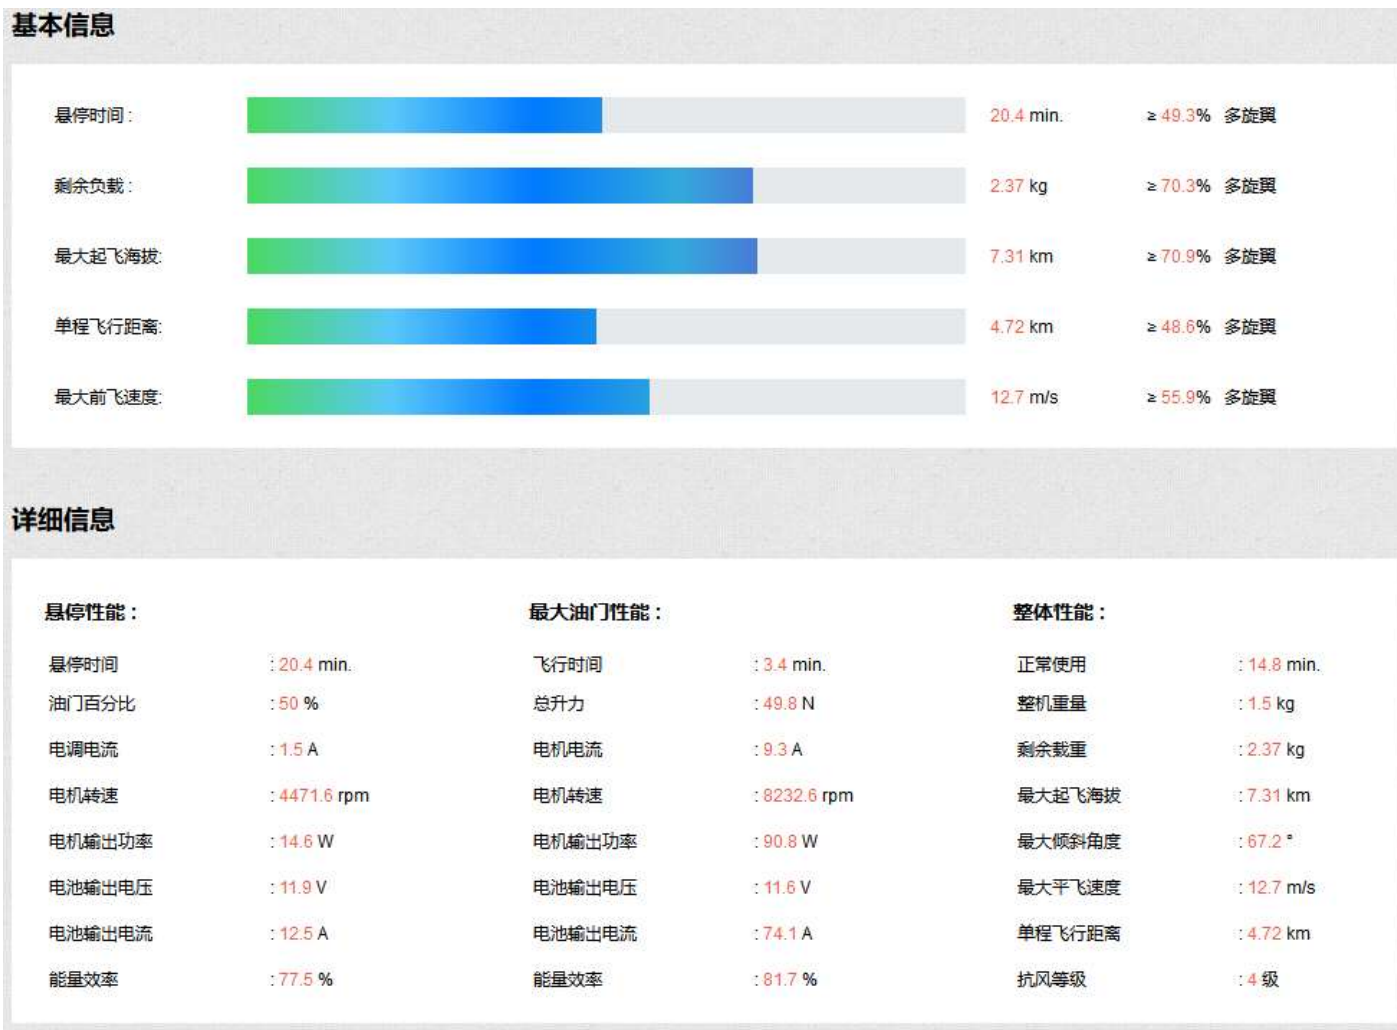 基本信息
悬停时间： 20.4 min. ≥ 49.3% 多旋翼
剩余负载： 2.37 kg ≥ 70.3% 多旋翼
最大起飞海拔: 7.31 km ≥ 70.9% 多旋翼
单程飞行距离: 4.72 km ≥ 48.6% 多旋翼
最大前飞速度: 12.7 m/s ≥ 55.9% 多旋翼
详细信息
悬停性能： 最大油门性能： 整体性能：
悬停时间 : 20.4 min. 飞行时间 : 3.4 min. 正常使用 : 14.8 min.
油门百分比 : 50 % 总升力 : 49.8 N 整机重量 : 1.5 kg
电调电流 : 1.5 A 电机电流 : 9.3 A 剩余载重 : 2.37 kg
电机转速 : 4471.6 rpm 电机转速 : 8232.6 rpm 最大起飞海拔 : 7.31 km
电机输出功率 : 14.6 W 电机输出功率 : 90.8 W 最大倾斜角度 : 67.2 °
电池输出电压 : 11.9 V 电池输出电压 : 11.6 V 最大平飞速度 : 12.7 m/s
电池输出电流 : 12.5 A 电池输出电流 : 74.1 A 单程飞行距离 : 4.72 km
能量效率 : 77.5 % 能量效率 : 81.7 % 抗风等级 : 4 级